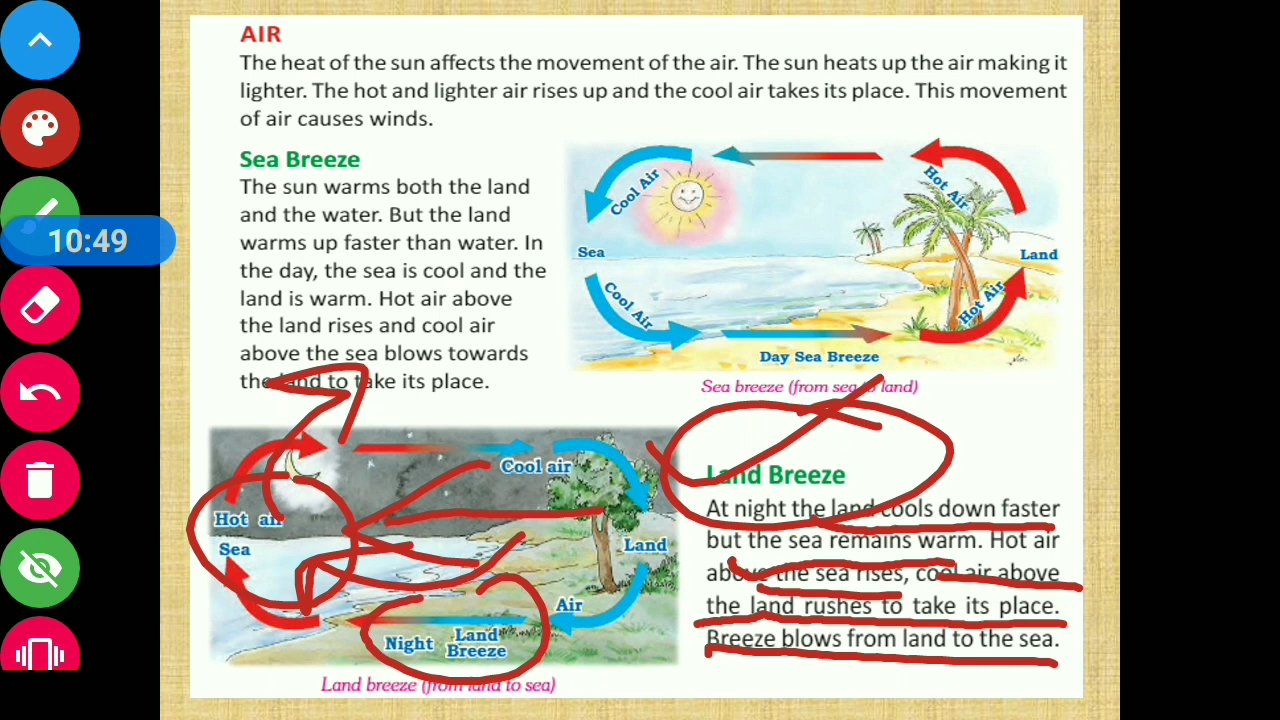 10:49
AIR
The heat of the sun affects the movement of the air. The sun heats up the air making it
lighter. The hot and lighter air rises up and the cool air takes its place. This movement
of air causes winds.
Sea Breeze
The sun warms both the land
and the water. But the land
warms up faster than water. In
the day, the sea is cool and the
land is warm. Hot air above
the land rises and cool air
above the sea blows towards
the land to take its place.
Cool Air
Hot Air
Sea
Land
Cool Air
Hot Air
Day Sea Breeze
Sea breeze (from sea to land)
Cool air
Hot air
Sea
Land
Air
Night
Land
Breeze
Land breeze (from land to sea)
Land Breeze
At night the land cools down faster
but the sea remains warm. Hot air
above the sea rises, cool air above
the land rushes to take its place.
Breeze blows from land to the sea.